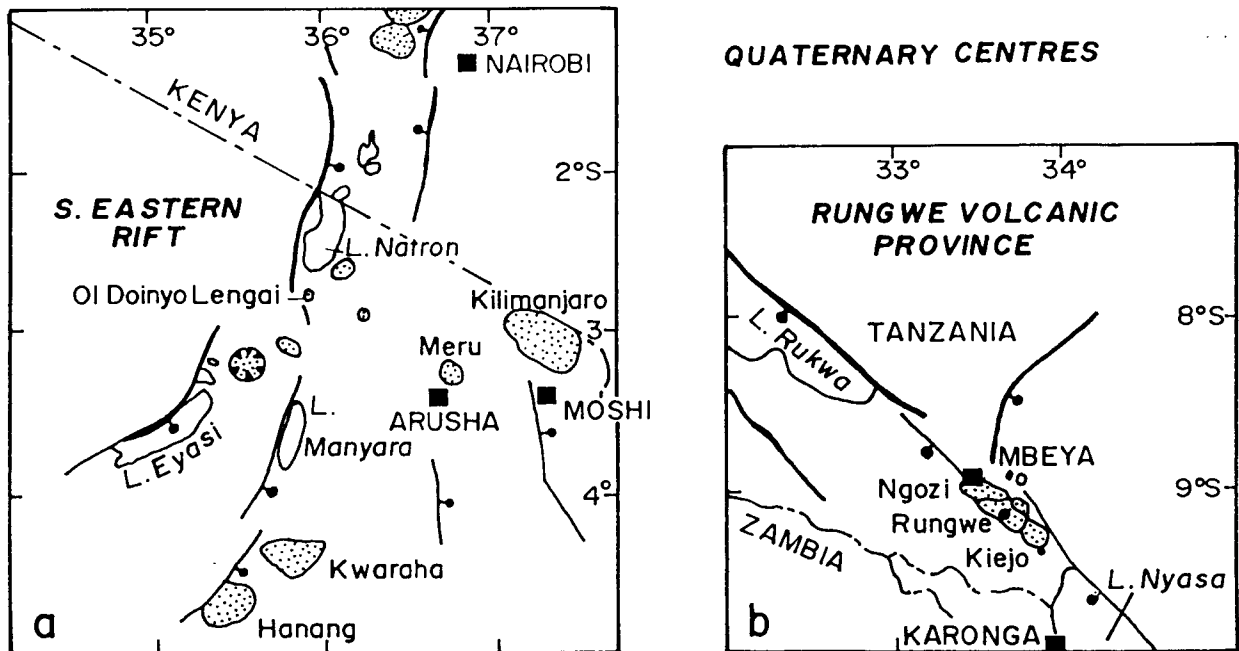 35° 36° 37°
NAIROBI
KENYA
2°S
S. EASTERN
RIFT
L. Natron
Ol Doinyo Lengai
Kilimanjaro
3
Meru
ARUSHA
MOSHI
L.
Manyara
L. Eyasi
4°
Kwaraha
Hanang
a
QUATERNARY CENTRES
33° 34°
RUNGWE VOLCANIC
PROVINCE
8°S
TANZANIA
L. Rukwa
MBEYA
Ngozi
9°S
Rungwe
ZAMBIA
Kiejo
L. Nyasa
KARONGA
b